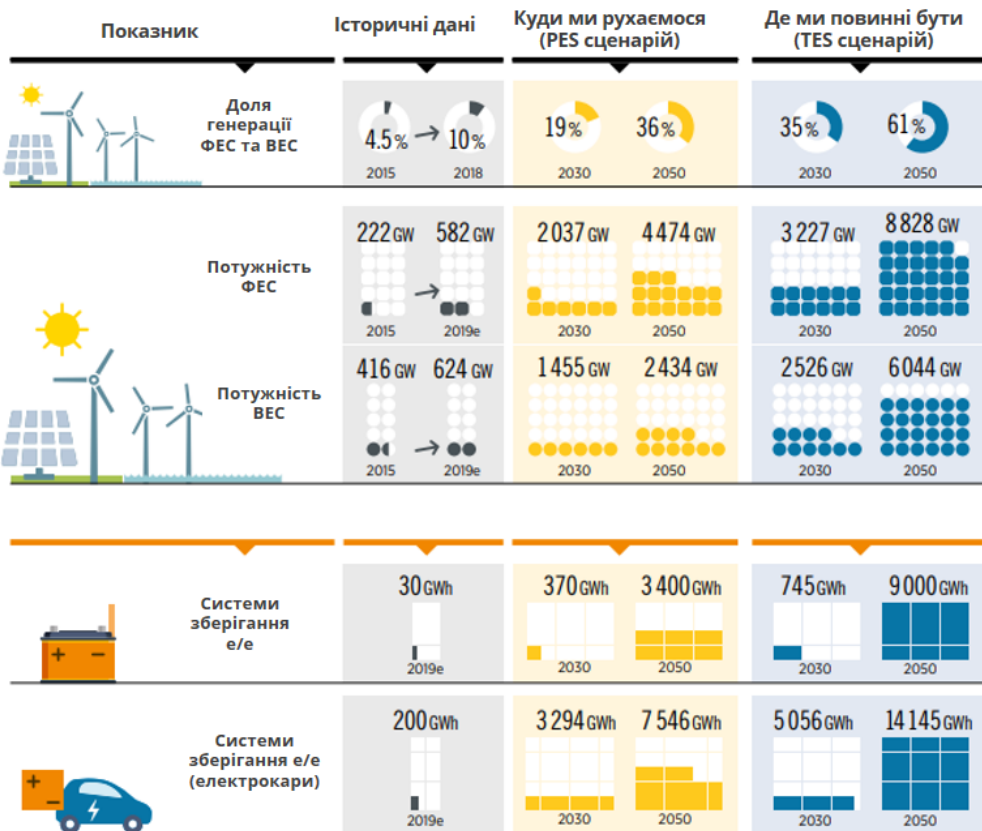 Показник
Історичні дані
Куди ми рухаємося
(PES сценарій)
Де ми повинні бути
(TES сценарій)
Доля
генерації
ФЕС та ВЕС
4.5%
10%
19%
36%
35%
61%
2015
2018
2030
2050
2030
2050
Потужність
ФЕС
222 GW
582 GW
2 037 GW
4 474 GW
3 227 GW
8 828 GW
2015
2019e
2030
2050
2030
2050
Потужність
ВЕС
416 GW
624 GW
1 455 GW
2 434 GW
2 526 GW
6 044 GW
2015
2019e
2030
2050
2030
2050
Системи
зберігання
е/е
30 GWh
370 GWh
3 400 GWh
745 GWh
9 000 GWh
2019e
2030
2050
2030
2050
Системи
зберігання е/е
(електрокари)
200 GWh
3 294 GWh
7 546 GWh
5 056 GWh
14 145 GWh
2019e
2030
2050
2030
2050